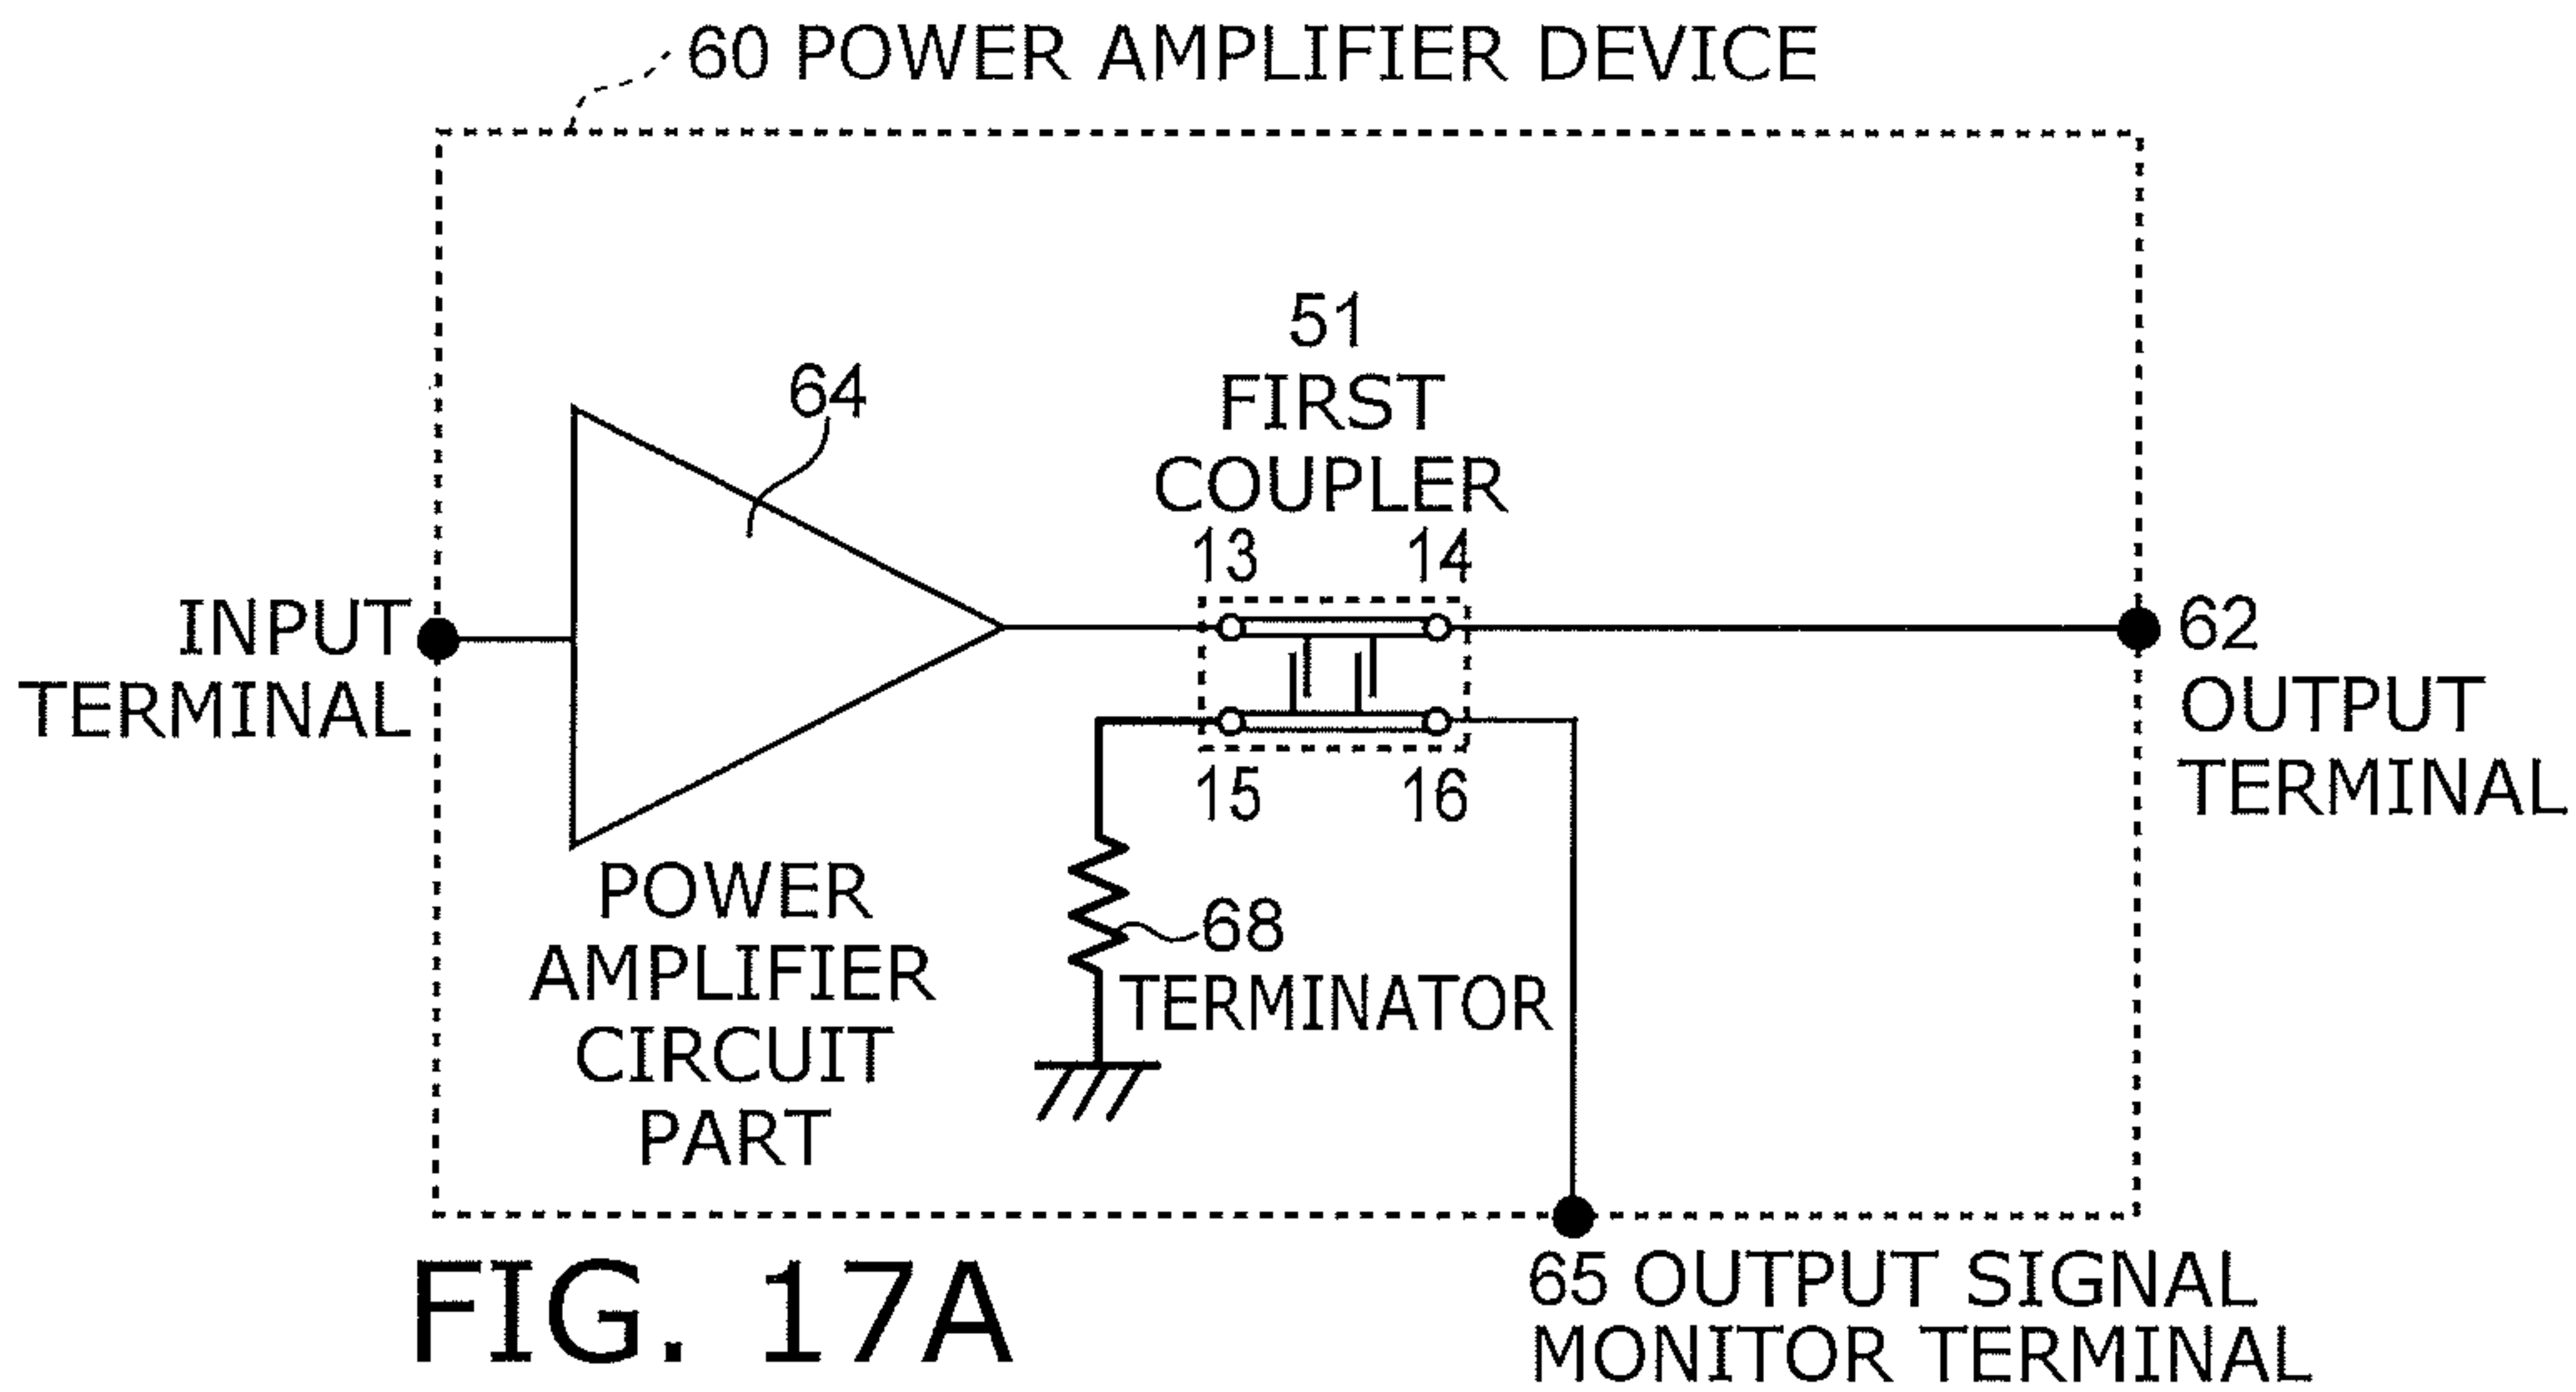 60 POWER AMPLIFIER DEVICE
51
FIRST
COUPLER
64
13 14
INPUT
TERMINAL
62
OUTPUT
TERMINAL
15 16
POWER
AMPLIFIER
CIRCUIT
PART
68
TERMINATOR
65 OUTPUT SIGNAL
MONITOR TERMINAL
FIG. 17A